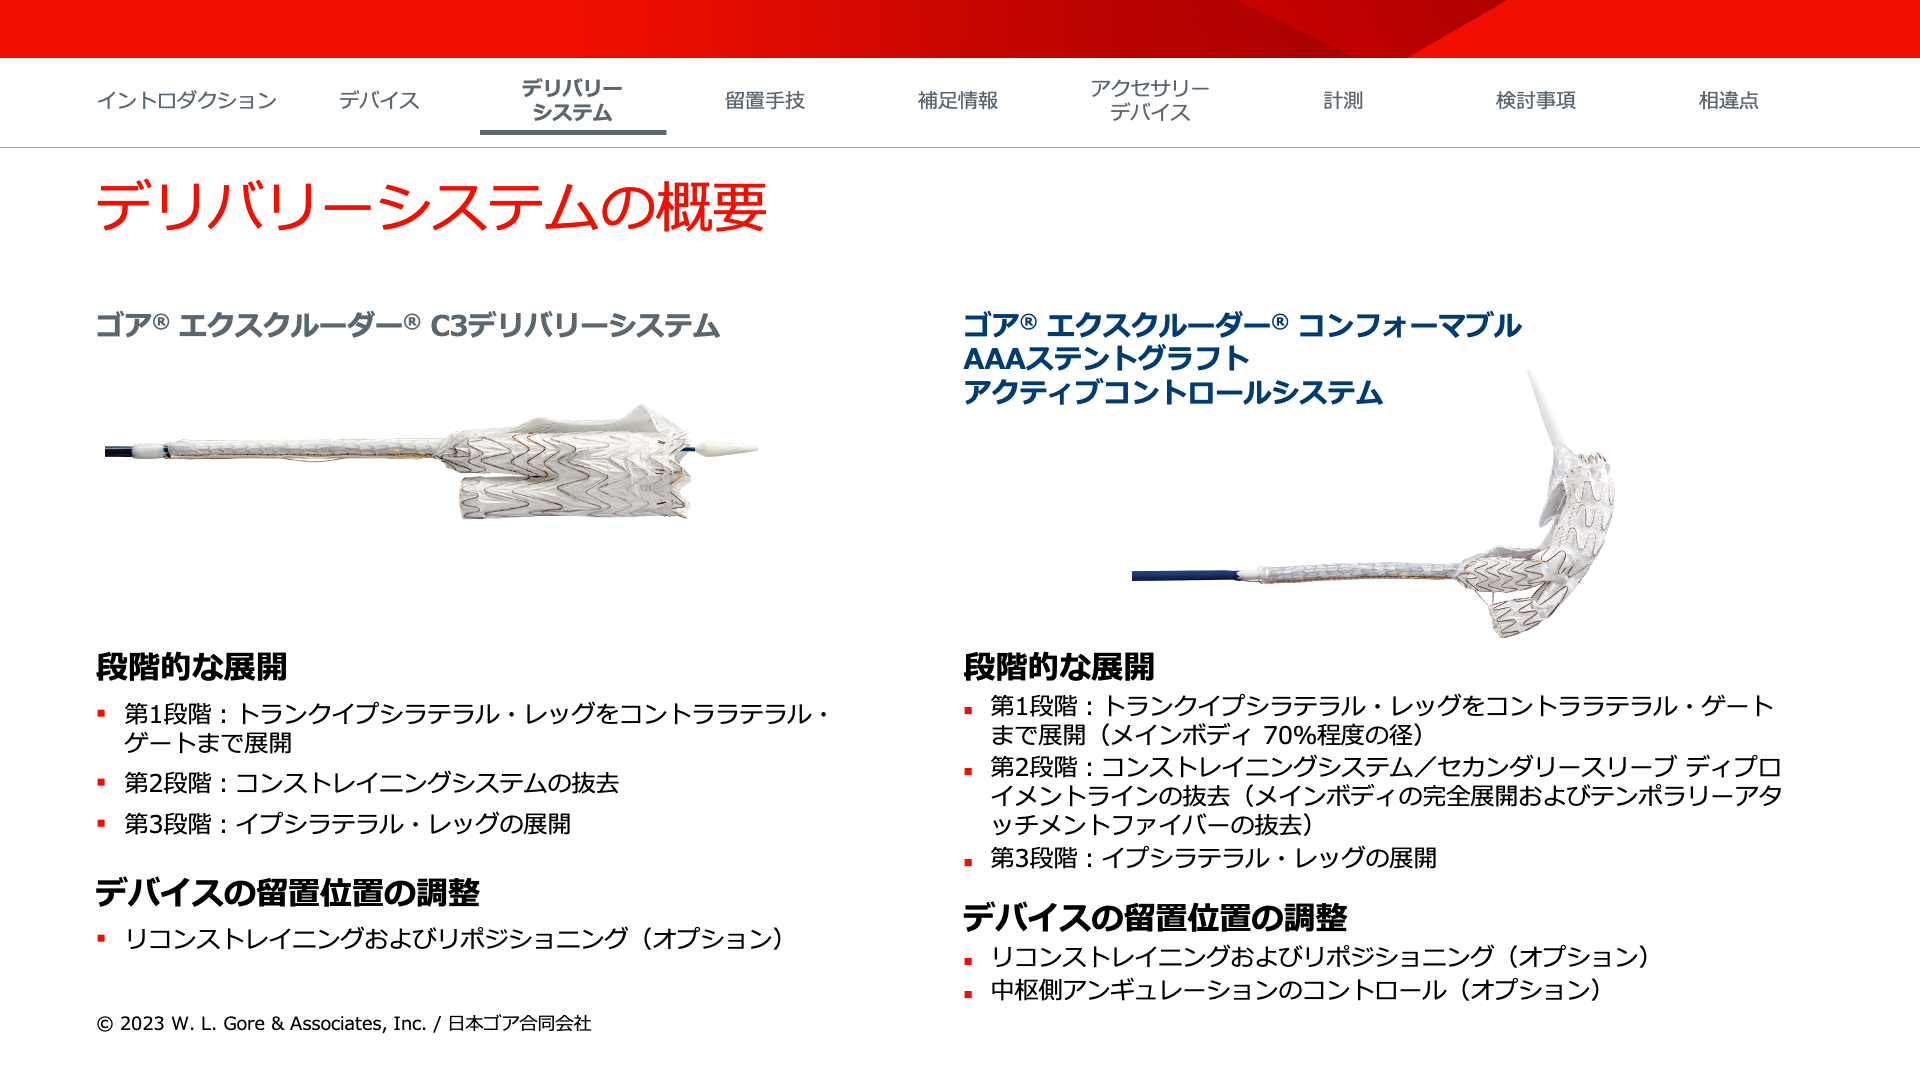 イントロダクション
デバイス
デリバリー
システム
留置手技
補足情報
アクセサリー
デバイス
計測
検討事項
相違点
デリバリーシステムの概要
ゴア® エクスクルーダー® C3デリバリーシステム
段階的な展開
▪ 第1段階：トランクイプシラテラル・レッグをコントララテラル・
ゲートまで展開
▪ 第2段階：コンストレイニングシステムの抜去
▪ 第3段階：イプシラテラル・レッグの展開
デバイスの留置位置の調整
▪ リコンストレイニングおよびリポジショニング（オプション）
ゴア® エクスクルーダー® コンフォーマブル
AAAステントグラフト
アクティブコントロールシステム
段階的な展開
▪ 第1段階：トランクイプシラテラル・レッグをコントララテラル・ゲート
まで展開（メインボディ 70%程度の径）
▪ 第2段階：コンストレイニングシステム／セカンダリースリーブ ディプロ
イメントラインの抜去（メインボディの完全展開およびテンポラリーアタ
ッチメントファイバーの抜去）
▪ 第3段階：イプシラテラル・レッグの展開
デバイスの留置位置の調整
▪ リコンストレイニングおよびリポジショニング（オプション）
▪ 中枢側アンギュレーションのコントロール（オプション）
© 2023 W. L. Gore & Associates, Inc. / 日本ゴア合同会社